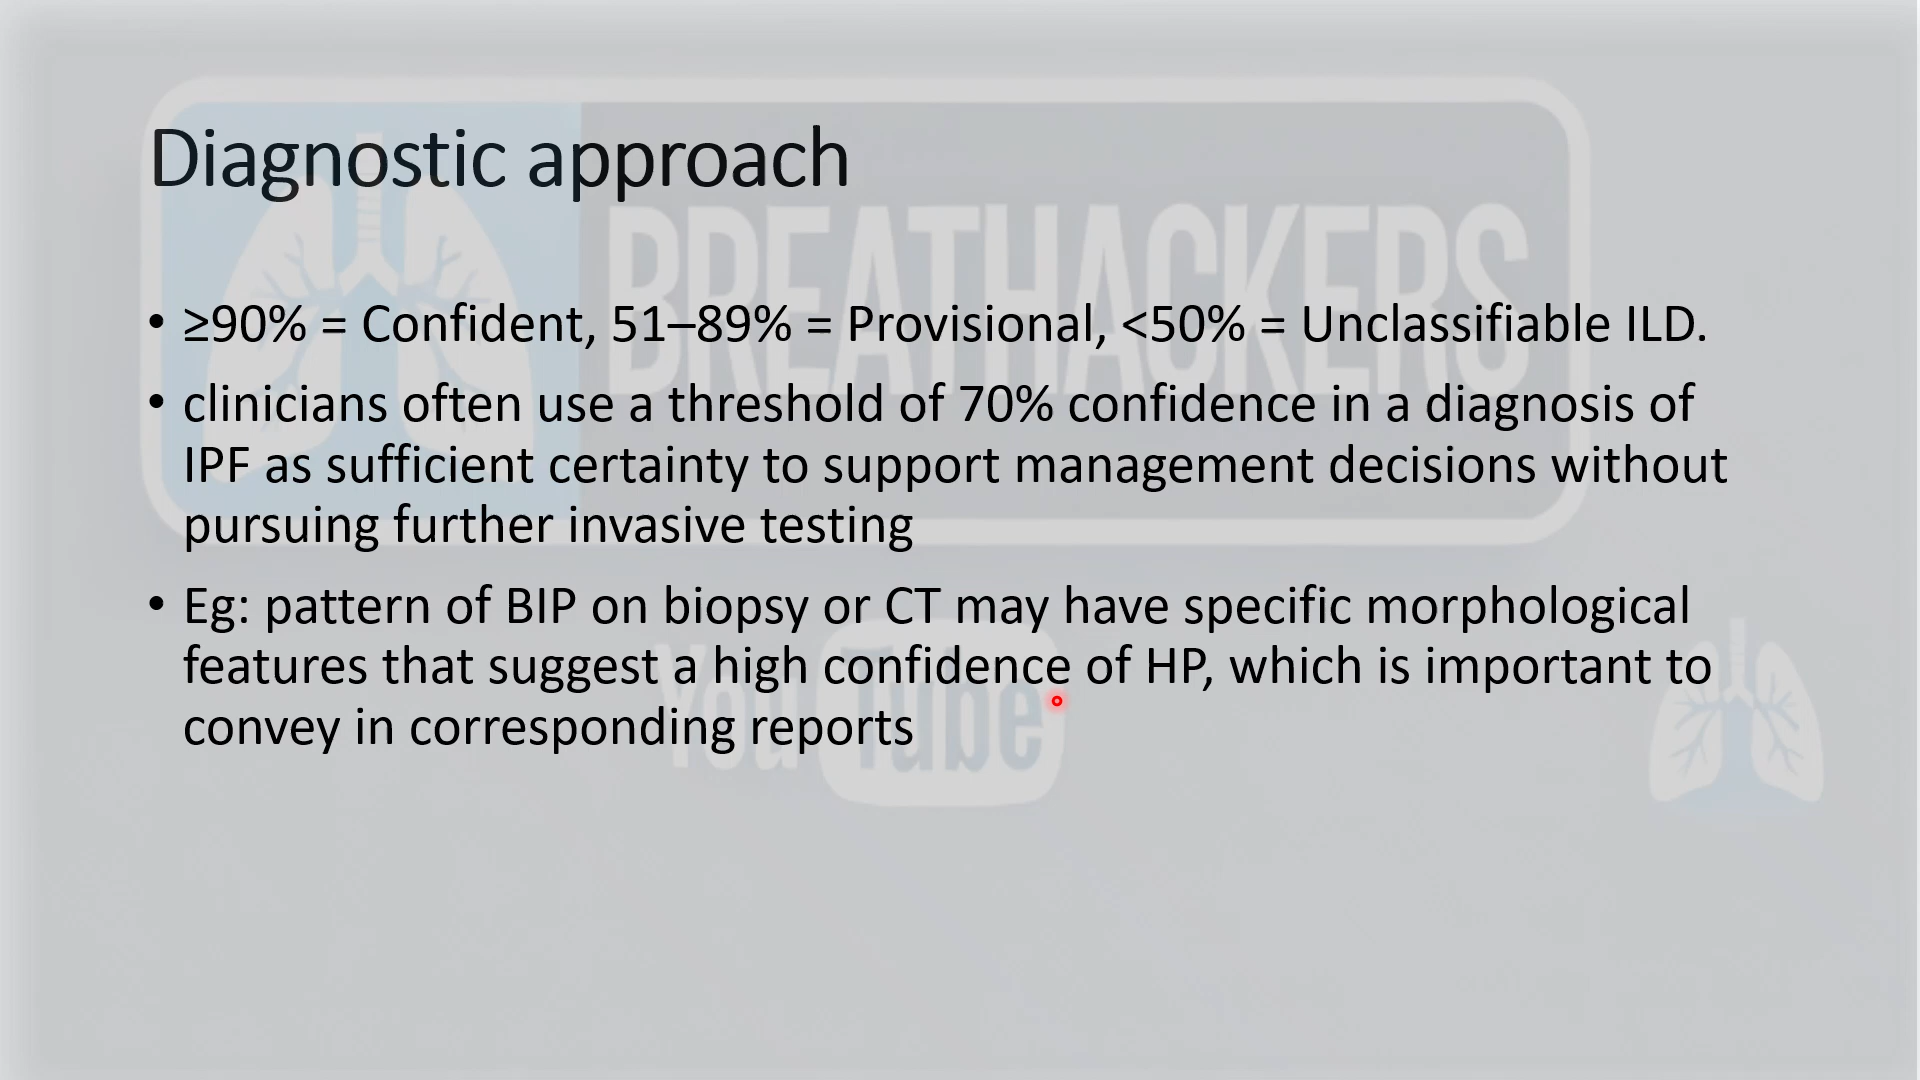 Diagnostic approach
BREATHACKERS
• ≥90% = Confident, 51–89% = Provisional, <50% = Unclassifiable ILD.
• clinicians often use a threshold of 70% confidence in a diagnosis of
IPF as sufficient certainty to support management decisions without
pursuing further invasive testing
• Eg: pattern of BIP on biopsy or CT may have specific morphological
features that suggest a high confidence of HP, which is important to
convey in corresponding reports
YouTube